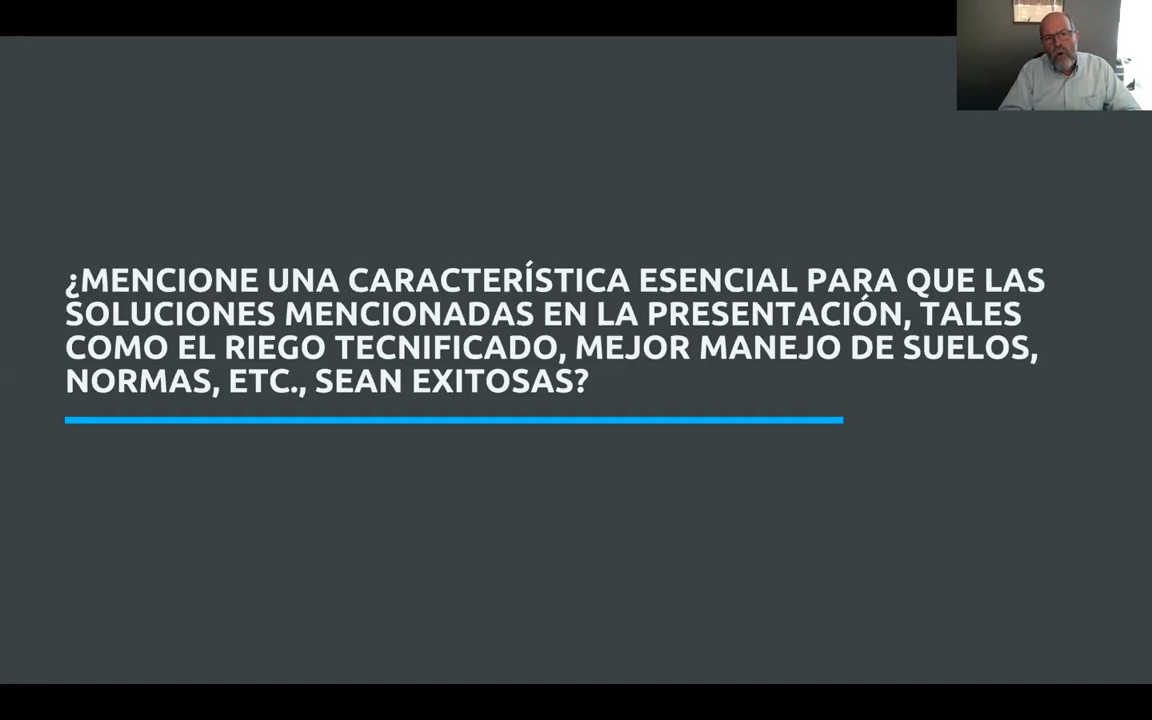 ¿MENCIONE UNA CARACTERÍSTICA ESENCIAL PARA QUE LAS
SOLUCIONES MENCIONADAS EN LA PRESENTACIÓN, TALES
COMO EL RIEGO TECNIFICADO, MEJOR MANEJO DE SUELOS,
NORMAS, ETC., SEAN EXITOSAS?